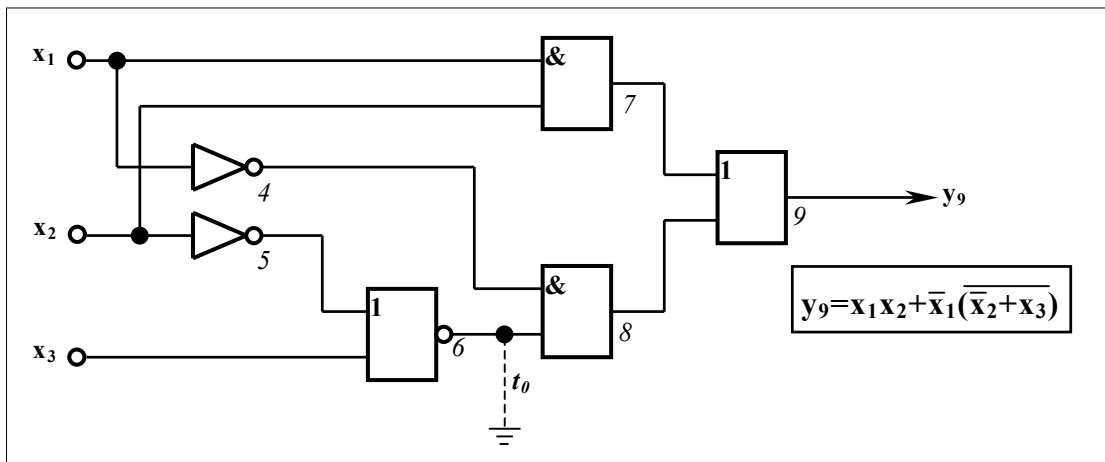 x₁
&
7
1
4
x₂
9
y₉
5
&
y₉=x₁x₂+x̅₁(x̅₂+x₃)̅
1
8
x₃
6
t₀